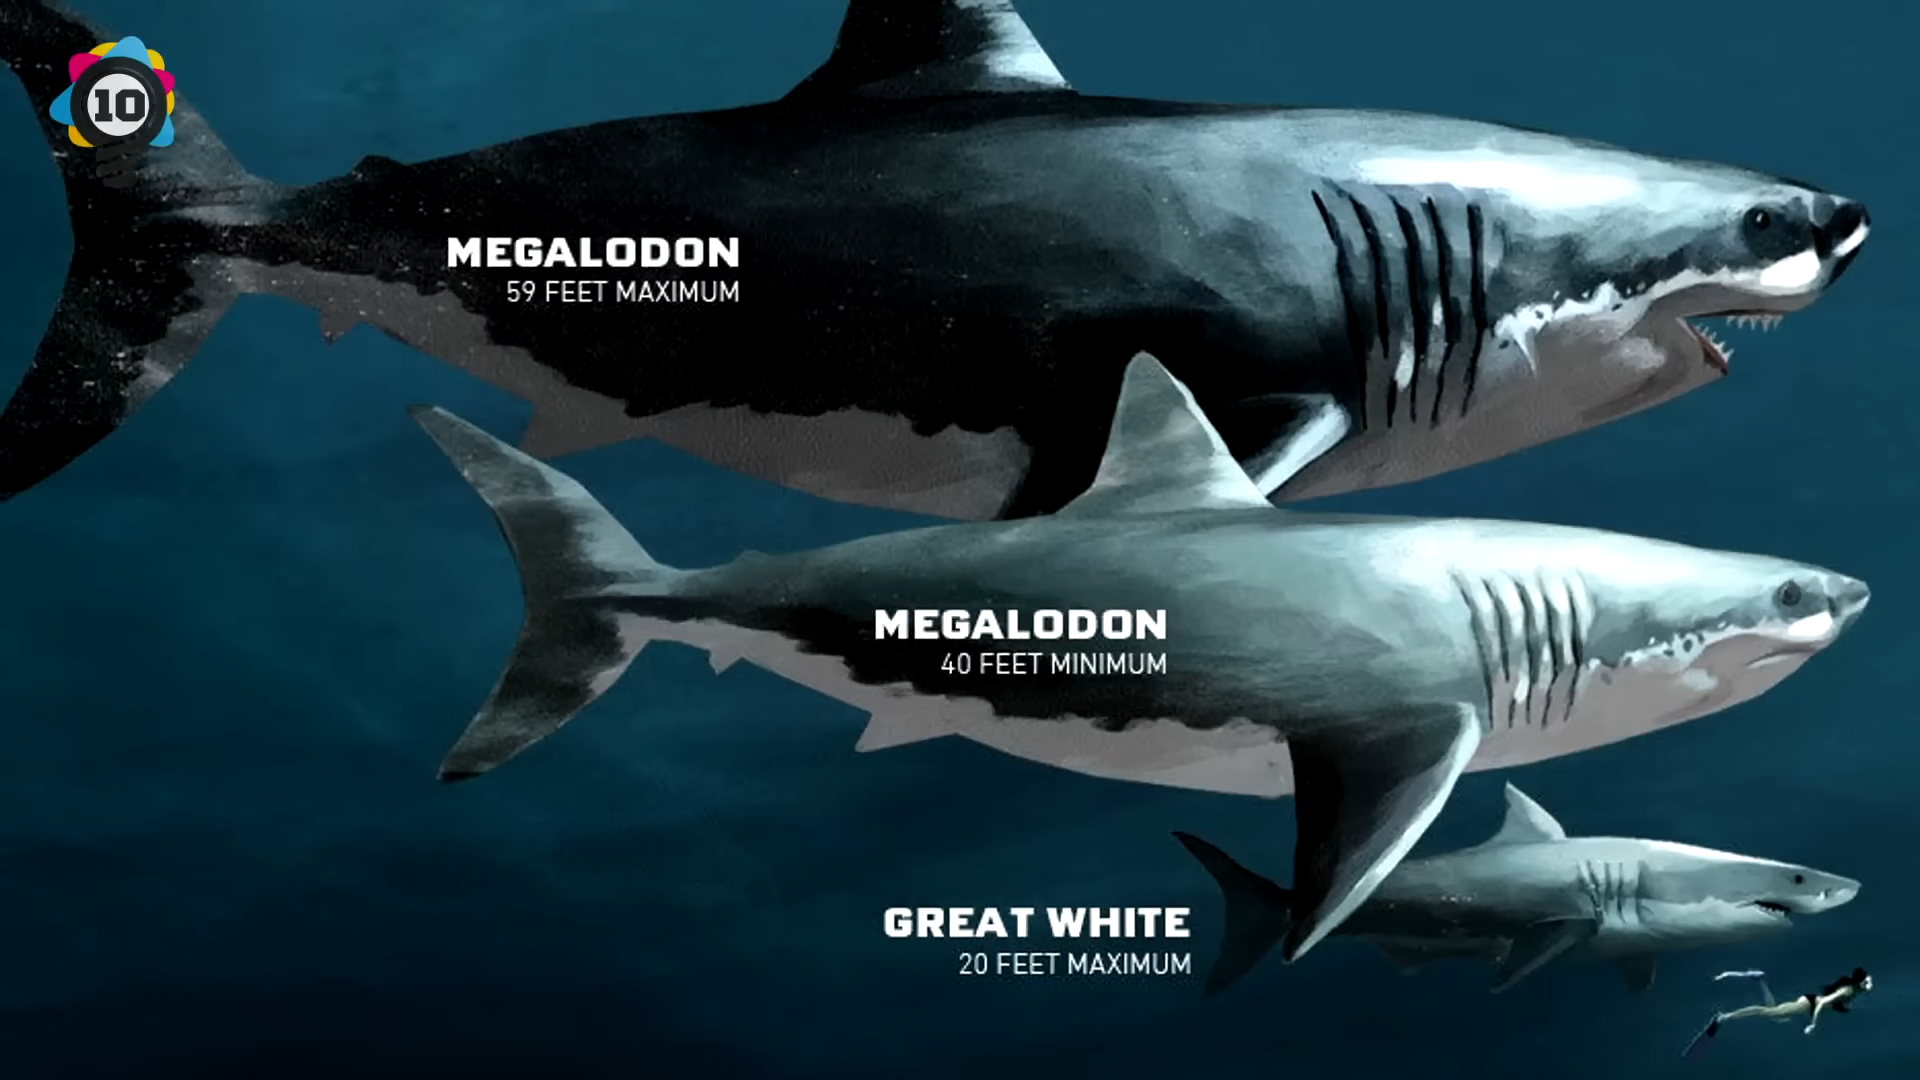 10
MEGALODON
59 FEET MAXIMUM
MEGALODON
40 FEET MINIMUM
GREAT WHITE
20 FEET MAXIMUM